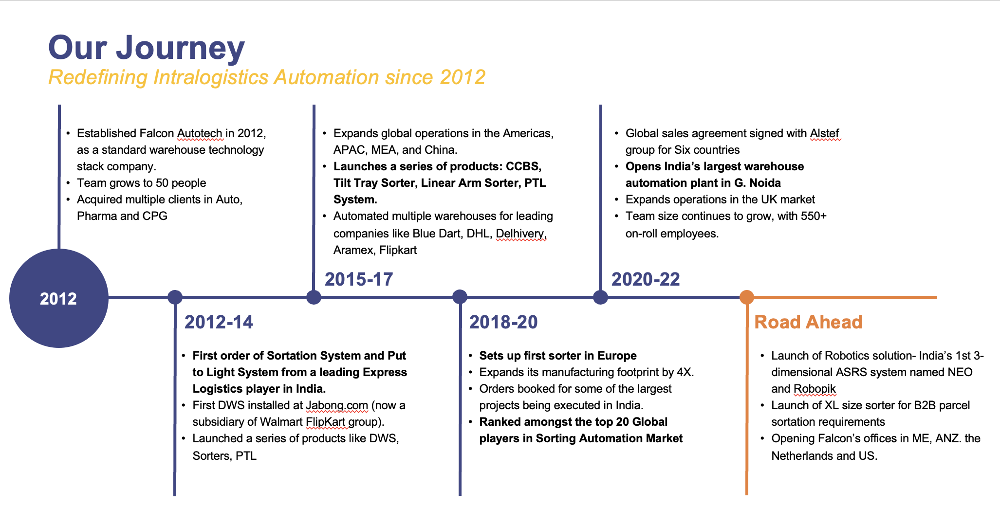 Our Journey
Redefining Intralogistics Automation since 2012
• Established Falcon Autotech in 2012,
as a standard warehouse technology
stack company.
• Team grows to 50 people
• Acquired multiple clients in Auto,
Pharma and CPG
2012
2012-14
• First order of Sortation System and Put
to Light System from a leading Express
Logistics player in India.
• First DWS installed at Jabong.com (now a
subsidiary of Walmart FlipKart group).
• Launched a series of products like DWS,
Sorters, PTL
• Expands global operations in the Americas,
APAC, MEA, and China.
• Launches a series of products: CCBS,
Tilt Tray Sorter, Linear Arm Sorter, PTL
System.
• Automated multiple warehouses for leading
companies like Blue Dart, DHL, Delhivery,
Aramex, Flipkart
2015-17
2018-20
• Sets up first sorter in Europe
• Expands its manufacturing footprint by 4X.
• Orders booked for some of the largest
projects being executed in India.
• Ranked amongst the top 20 Global
players in Sorting Automation Market
• Global sales agreement signed with Alstef
group for Six countries
• Opens India’s largest warehouse
automation plant in G. Noida
• Expands operations in the UK market
• Team size continues to grow, with 550+
on-roll employees.
2020-22
Road Ahead
• Launch of Robotics solution- India’s 1st 3-
dimensional ASRS system named NEO
and Robopik
• Launch of XL size sorter for B2B parcel
sortation requirements
• Opening Falcon’s offices in ME, ANZ. the
Netherlands and US.